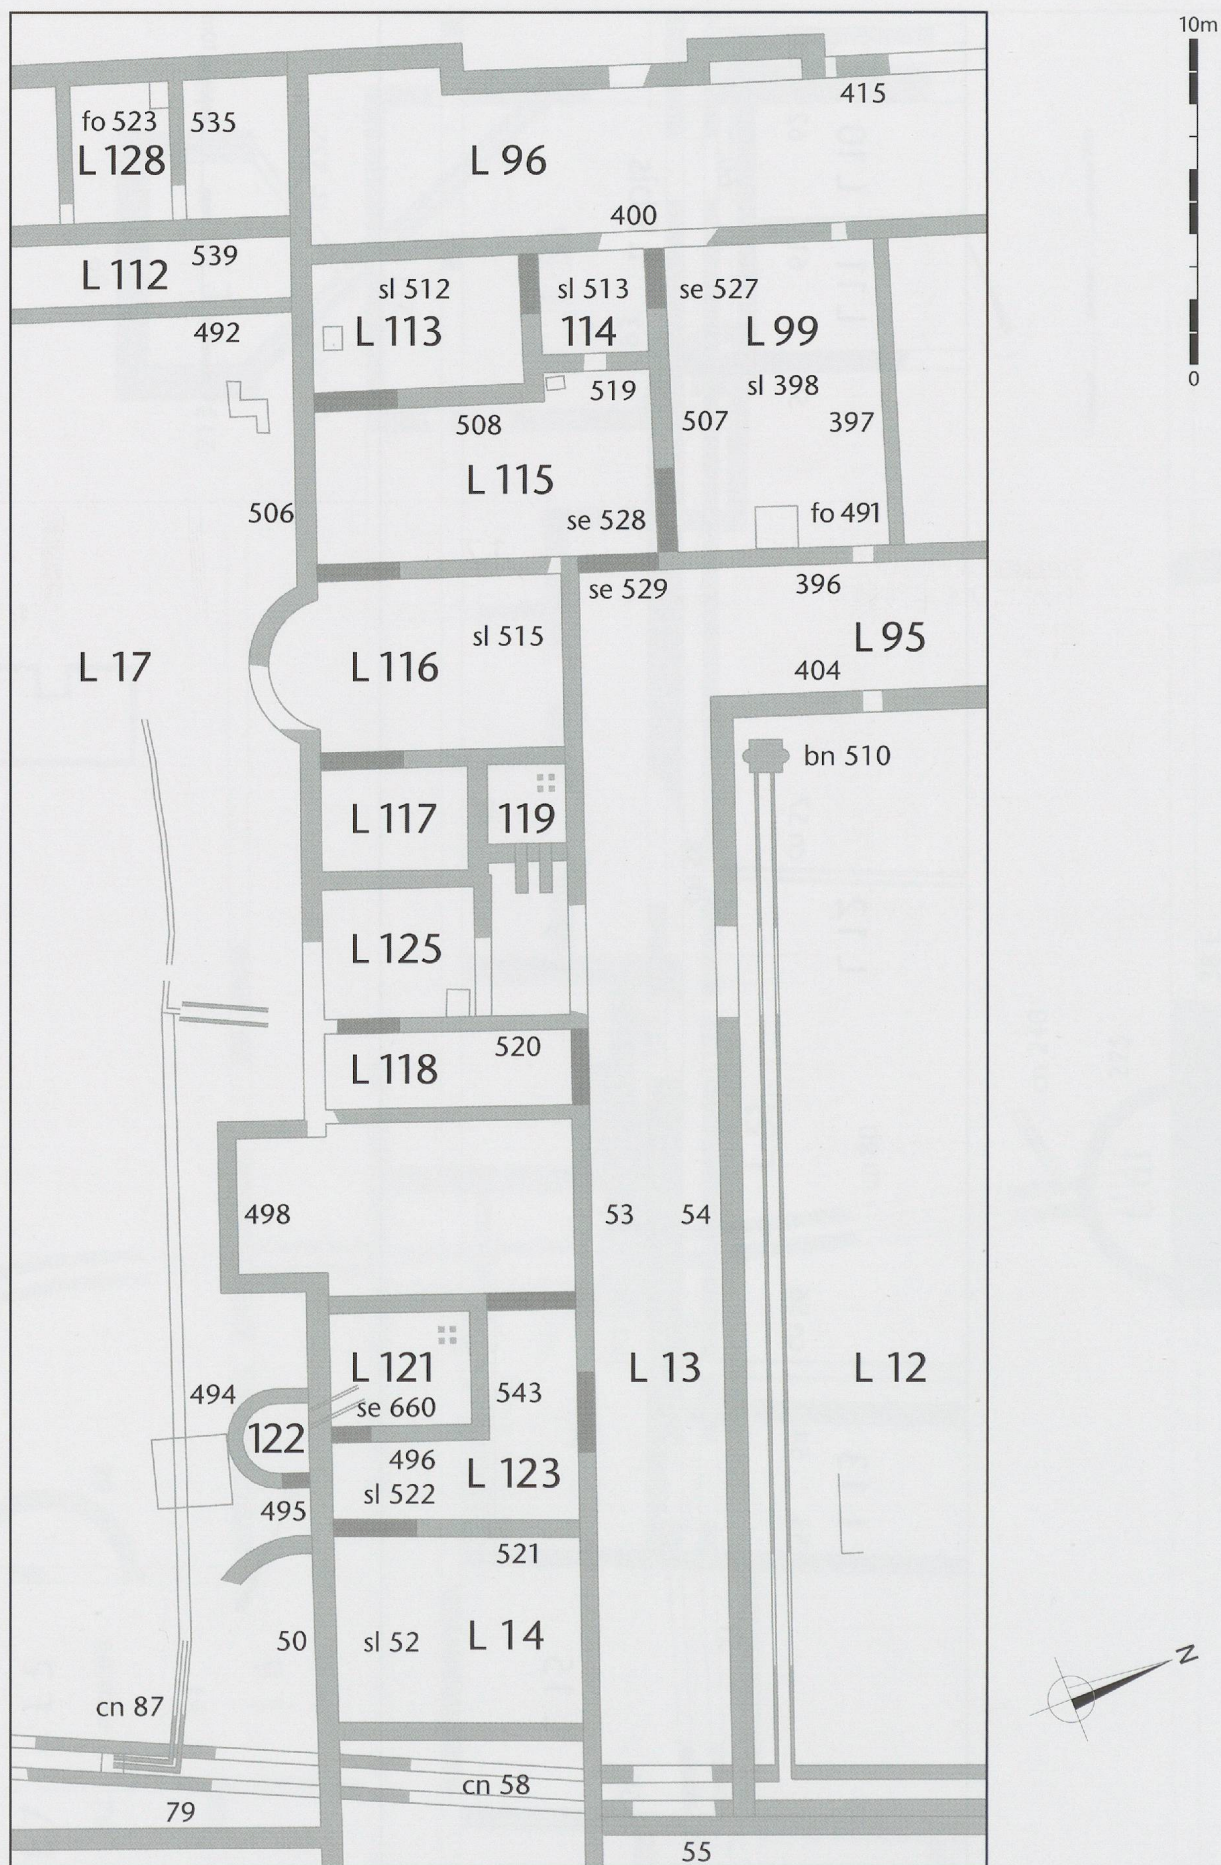 10m
415
fo 523
535
L 128
L 96
400
539
L 112
sl 512
sl 513
se 527
492
L 113
114
L 99
0
sl 398
519
508
507
397
L 115
506
se 528
fo 491
se 529
396
sl 515
L 17
L 116
L 95
404
bn 510
L 117
119
L 125
520
L 118
498
53
54
L 121
L 13
L 12
494
se 660
543
122
496
L 123
sl 522
495
521
50
sl 52
L 14
N
cn 87
cn 58
79
55